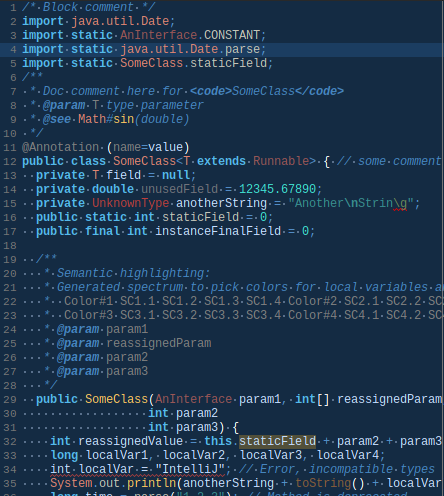 1 /* Block comment */
2 import java.util.Date;
3 import static AnInterface.CONSTANT;
4 import static java.util.Date.parse;
5 import static SomeClass.staticField;
6 /**
7  * Doc comment here for <code>SomeClass</code>
8  * @param T type parameter
9  * @see Math#sin(double)
10  */
11 @Annotation (name=value)
12 public class SomeClass<T extends Runnable> { // some comment
13   private T field = null;
14   private double unusedField = 12345.67890;
15   private UnknownType anotherString = "Another\nStrin\g";
16   public static int staticField = 0;
17   public final int instanceFinalField = 0;
18
19   /**
20    * Semantic highlighting:
21    * Generated spectrum to pick colors for local variables a
22    *  Color#1 SC1.1 SC1.2 SC1.3 SC1.4 Color#2 SC2.1 SC2.2 SC
23    *  Color#3 SC3.1 SC3.2 SC3.3 SC3.4 Color#4 SC4.1 SC4.2 SC
24    * @param param1
25    * @param reassignedParam
26    * @param param2
27    * @param param3
28    */
29   public SomeClass(AnInterface param1, int[] reassignedParam
30                   int param2
31                   int param3) {
32     int reassignedValue = this.staticField + param2 + param3
33     long localVar1, localVar2, localVar3, localVar4;
34     int localVar = "IntelliJ"; // Error, incompatible types
35     System.out.println(anotherString + toString() + localVar